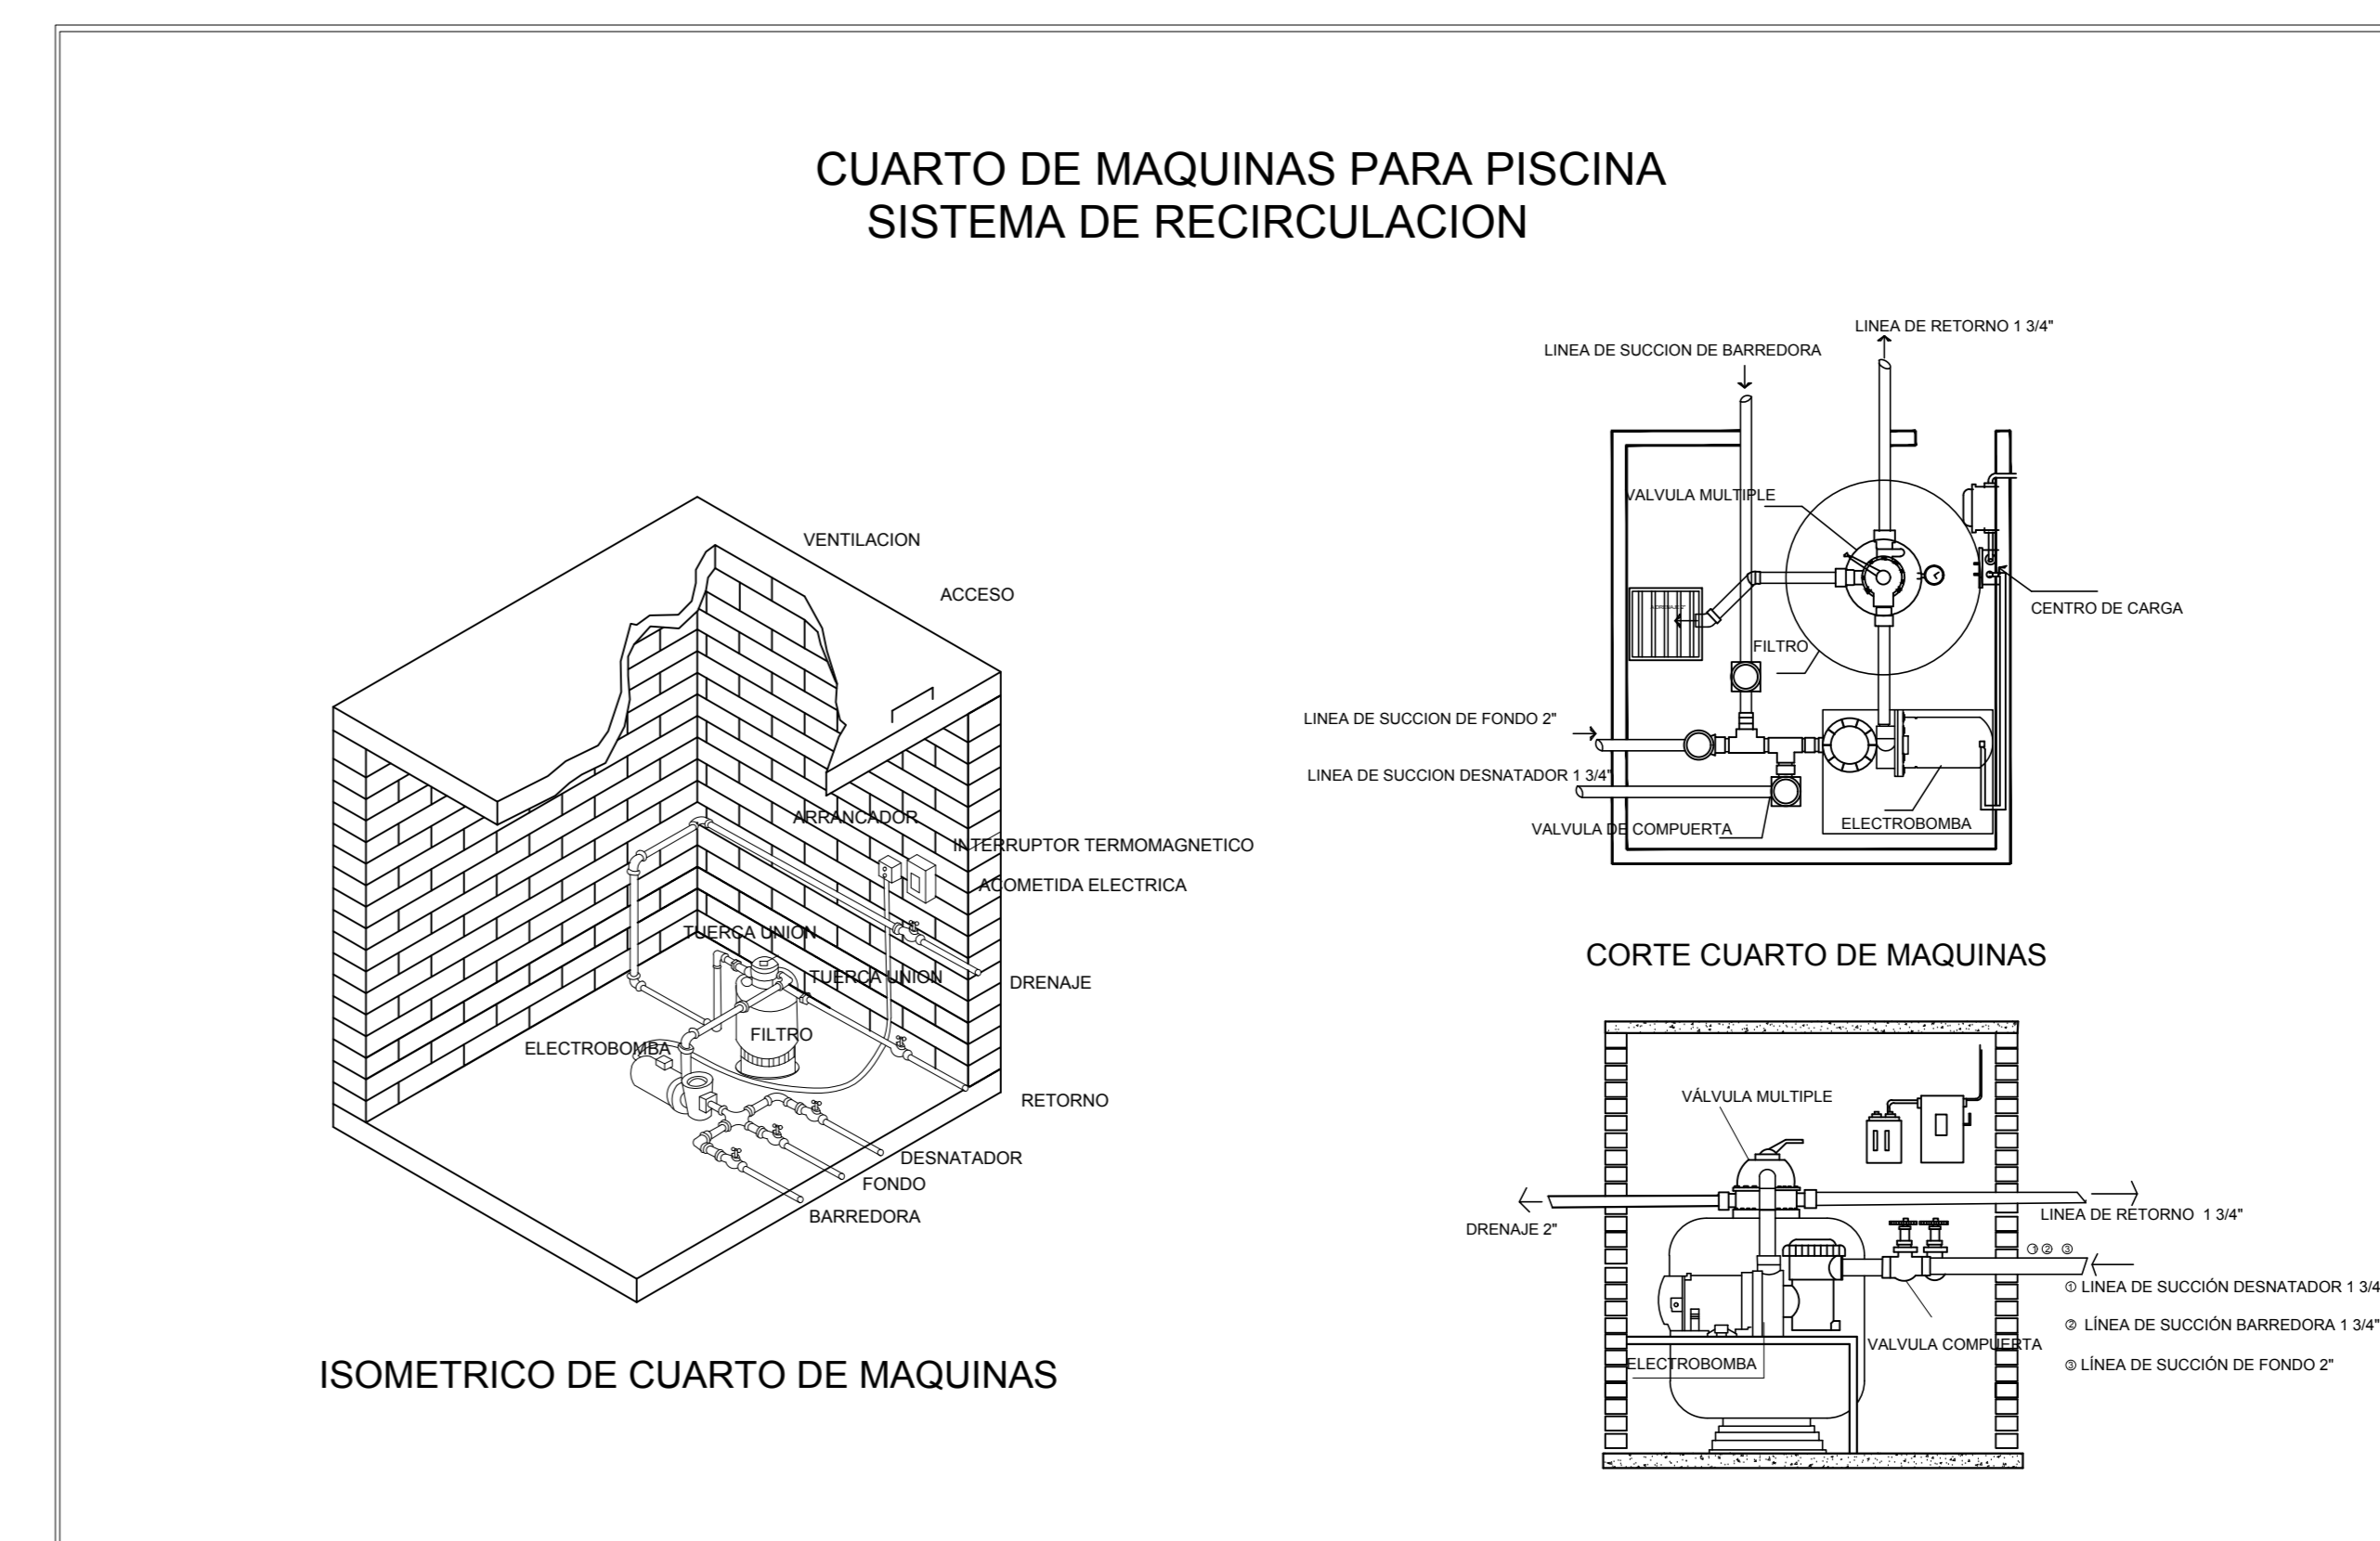 CUARTO DE MAQUINAS PARA PISCINA
SISTEMA DE RECIRCULACION
VENTILACION
ACCESO
ARRANCADOR
INTERRUPTOR TERMOMAGNETICO
ACOMETIDA ELECTRICA
TUERCA UNION
TUERCA UNION
DRENAJE
FILTRO
ELECTROBOMBA
RETORNO
DESNATADOR
FONDO
BARREDORA
ISOMETRICO DE CUARTO DE MAQUINAS
LINEA DE RETORNO 1 3/4"
LINEA DE SUCCION DE BARREDORA
VALVULA MULTIPLE
A DRENAJE 2"
CENTRO DE CARGA
FILTRO
LINEA DE SUCCION DE FONDO 2"
LINEA DE SUCCION DESNATADOR 1 3/4"
VALVULA DE COMPUERTA
ELECTROBOMBA
CORTE CUARTO DE MAQUINAS
VÁLVULA MULTIPLE
DRENAJE 2"
LINEA DE RETORNO 1 3/4"
① ② ③
① LINEA DE SUCCIÓN DESNATADOR 1 3/4
② LÍNEA DE SUCCIÓN BARREDORA 1 3/4"
VALVULA COMPUERTA
③ LÍNEA DE SUCCIÓN DE FONDO 2"
ELECTROBOMBA